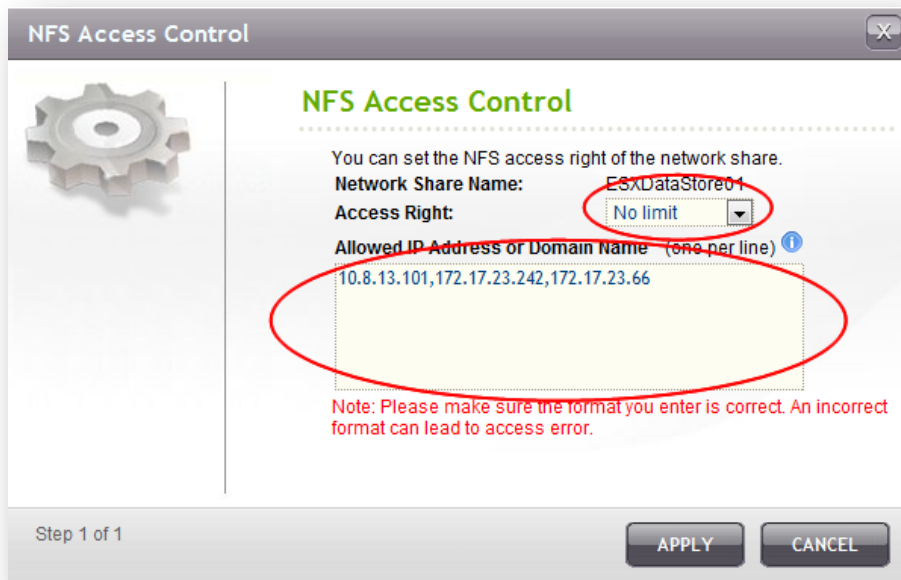 NFS Access Control
X
NFS Access Control
You can set the NFS access right of the network share.
Network Share Name: ESXDataStore01
Access Right: No limit
Allowed IP Address or Domain Name (one per line) i
10.8.13.101,172.17.23.242,172.17.23.66
Note: Please make sure the format you enter is correct. An incorrect
format can lead to access error.
Step 1 of 1
APPLY CANCEL